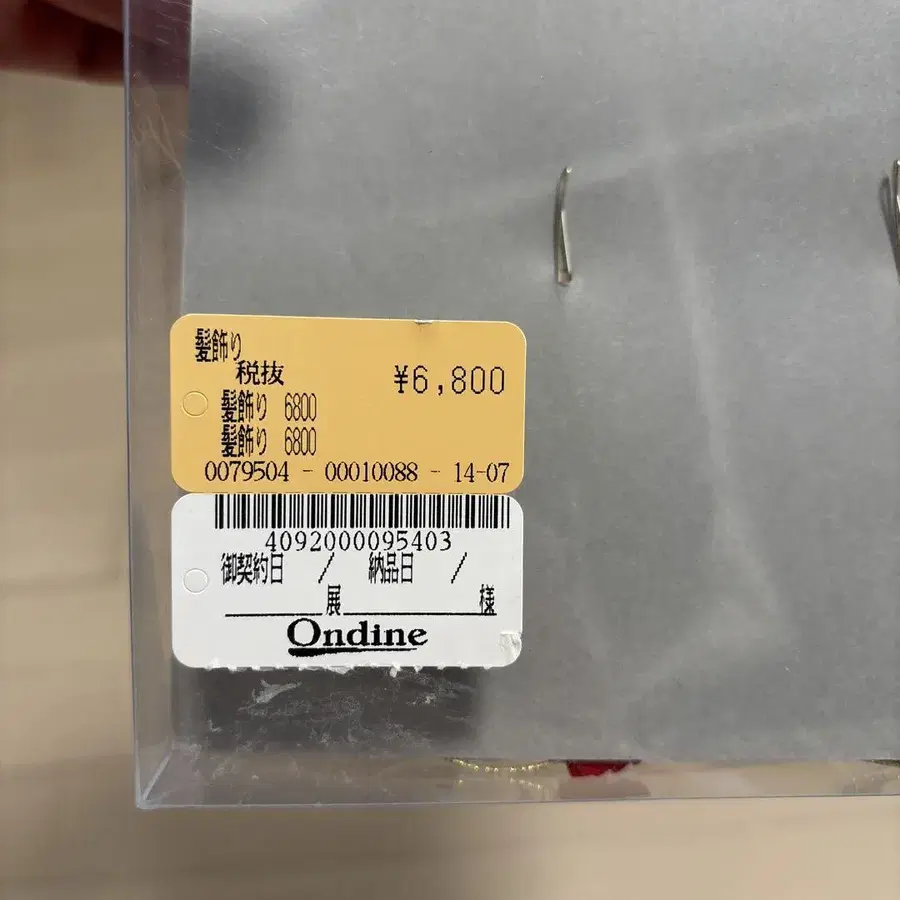 髪飾り
税抜 ¥6,800
髪飾り 6800
髪飾り 6800
0079504 - 00010088 - 14-07
4092000095403
御契約日 / 納品日 /
展 様
Ondine